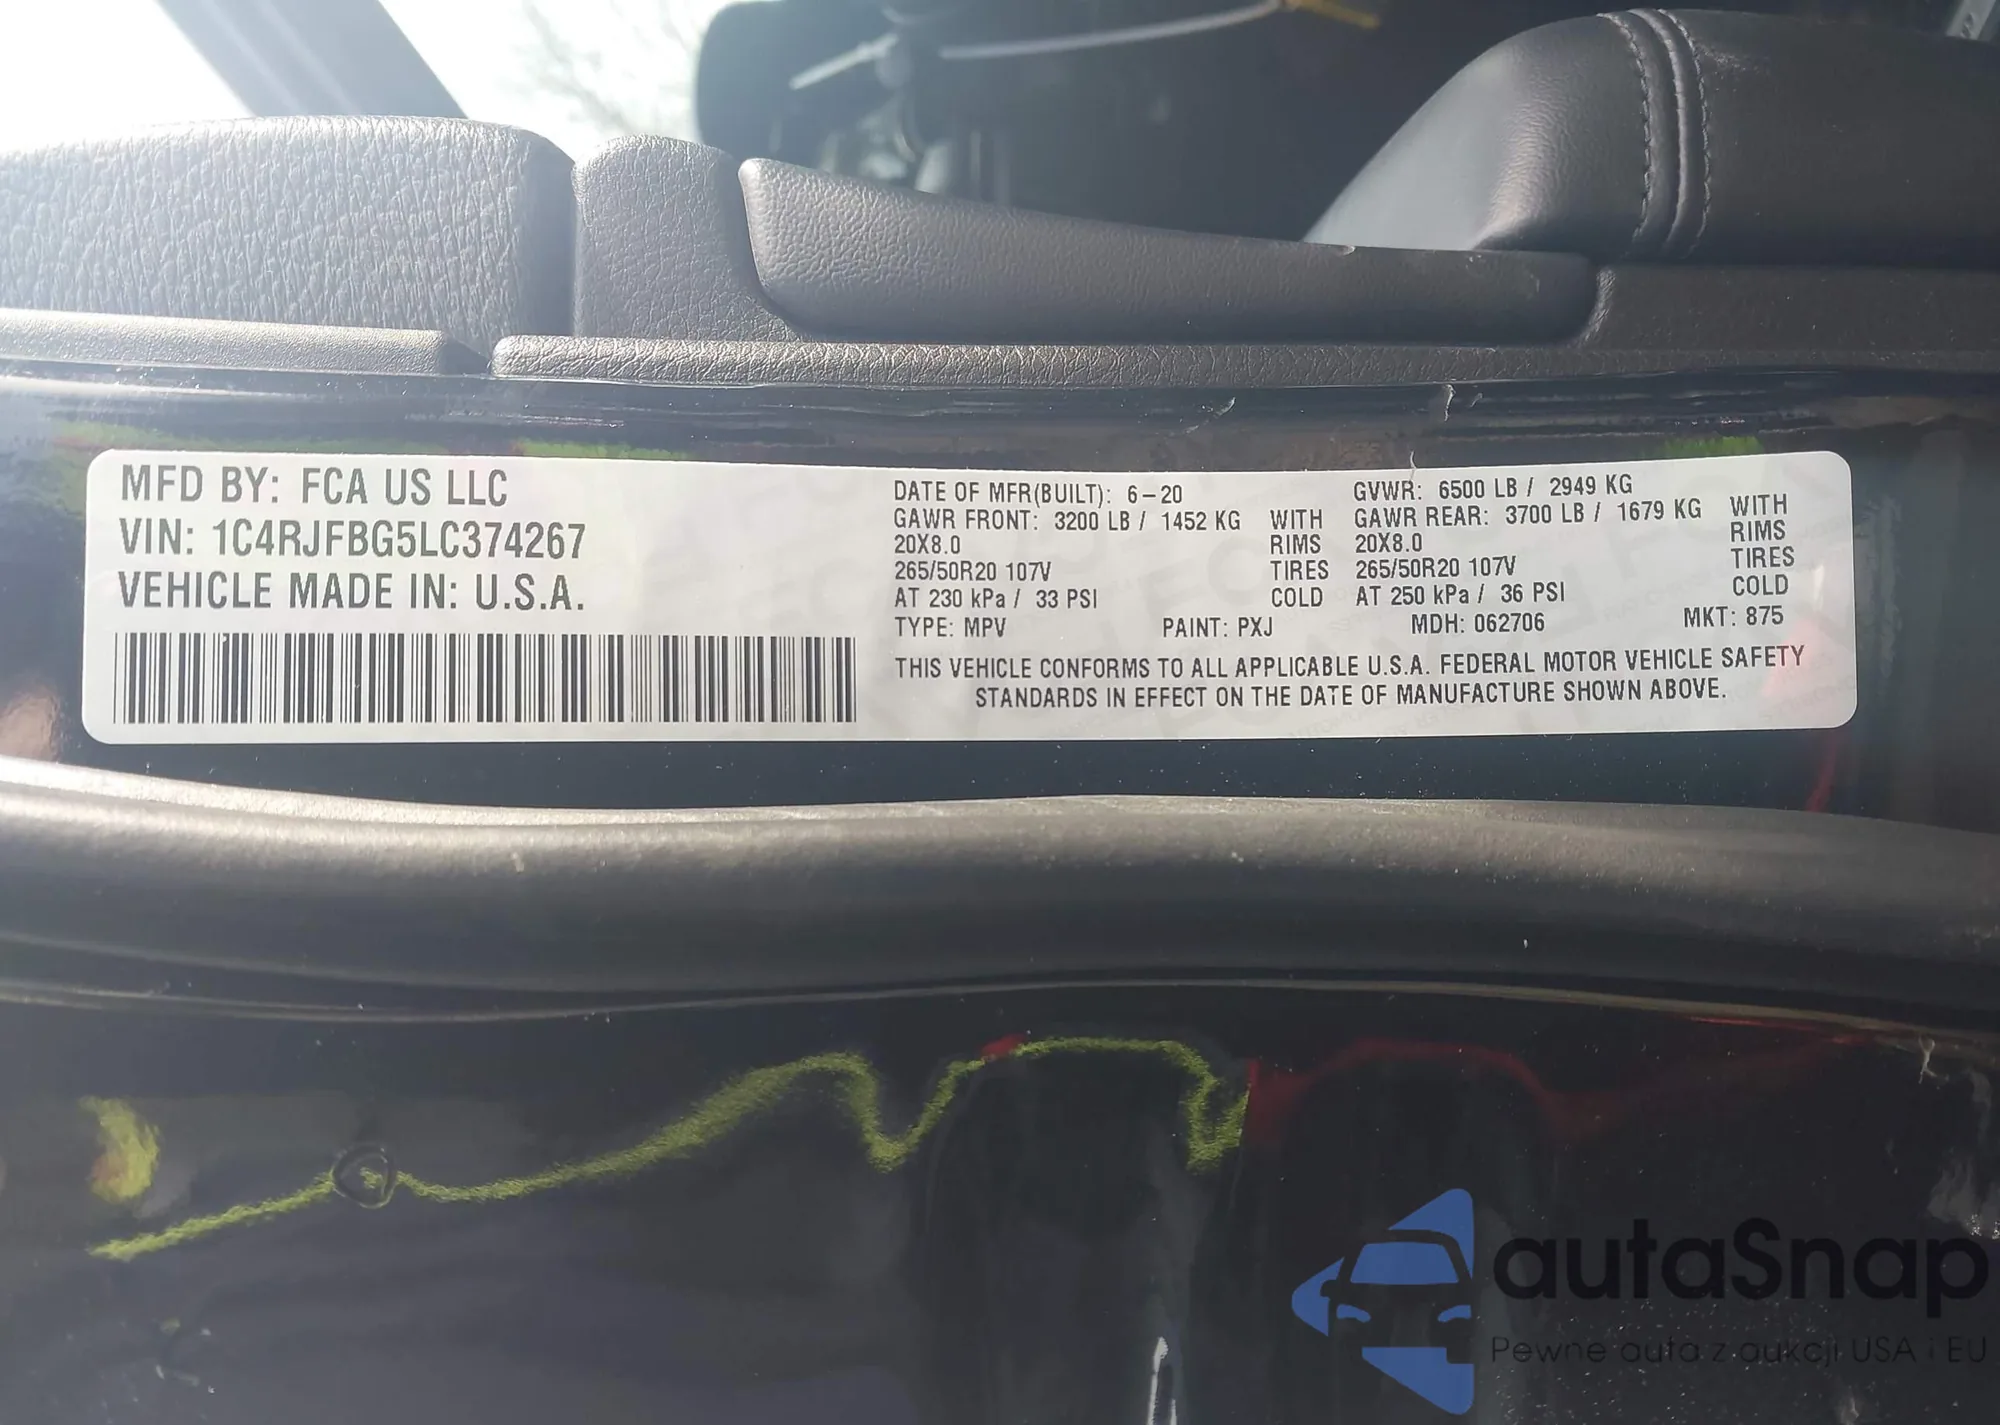 MFD BY: FCA US LLC
VIN: 1C4RJFBG5LC374267
VEHICLE MADE IN: U.S.A.
DATE OF MFR(BUILT): 6-20
GVWR: 6500 LB / 2949 KG
GAWR FRONT: 3200 LB / 1452 KG WITH
20X8.0 RIMS
265/50R20 107V TIRES
AT 230 kPa / 33 PSI COLD
GAWR REAR: 3700 LB / 1679 KG WITH
20X8.0 RIMS
265/50R20 107V TIRES
AT 250 kPa / 36 PSI COLD
TYPE: MPV PAINT: PXJ MDH: 062706 MKT: 875
THIS VEHICLE CONFORMS TO ALL APPLICABLE U.S.A. FEDERAL MOTOR VEHICLE SAFETY
STANDARDS IN EFFECT ON THE DATE OF MANUFACTURE SHOWN ABOVE.
autaSnap
Pewne auta z aukcji USA i EU